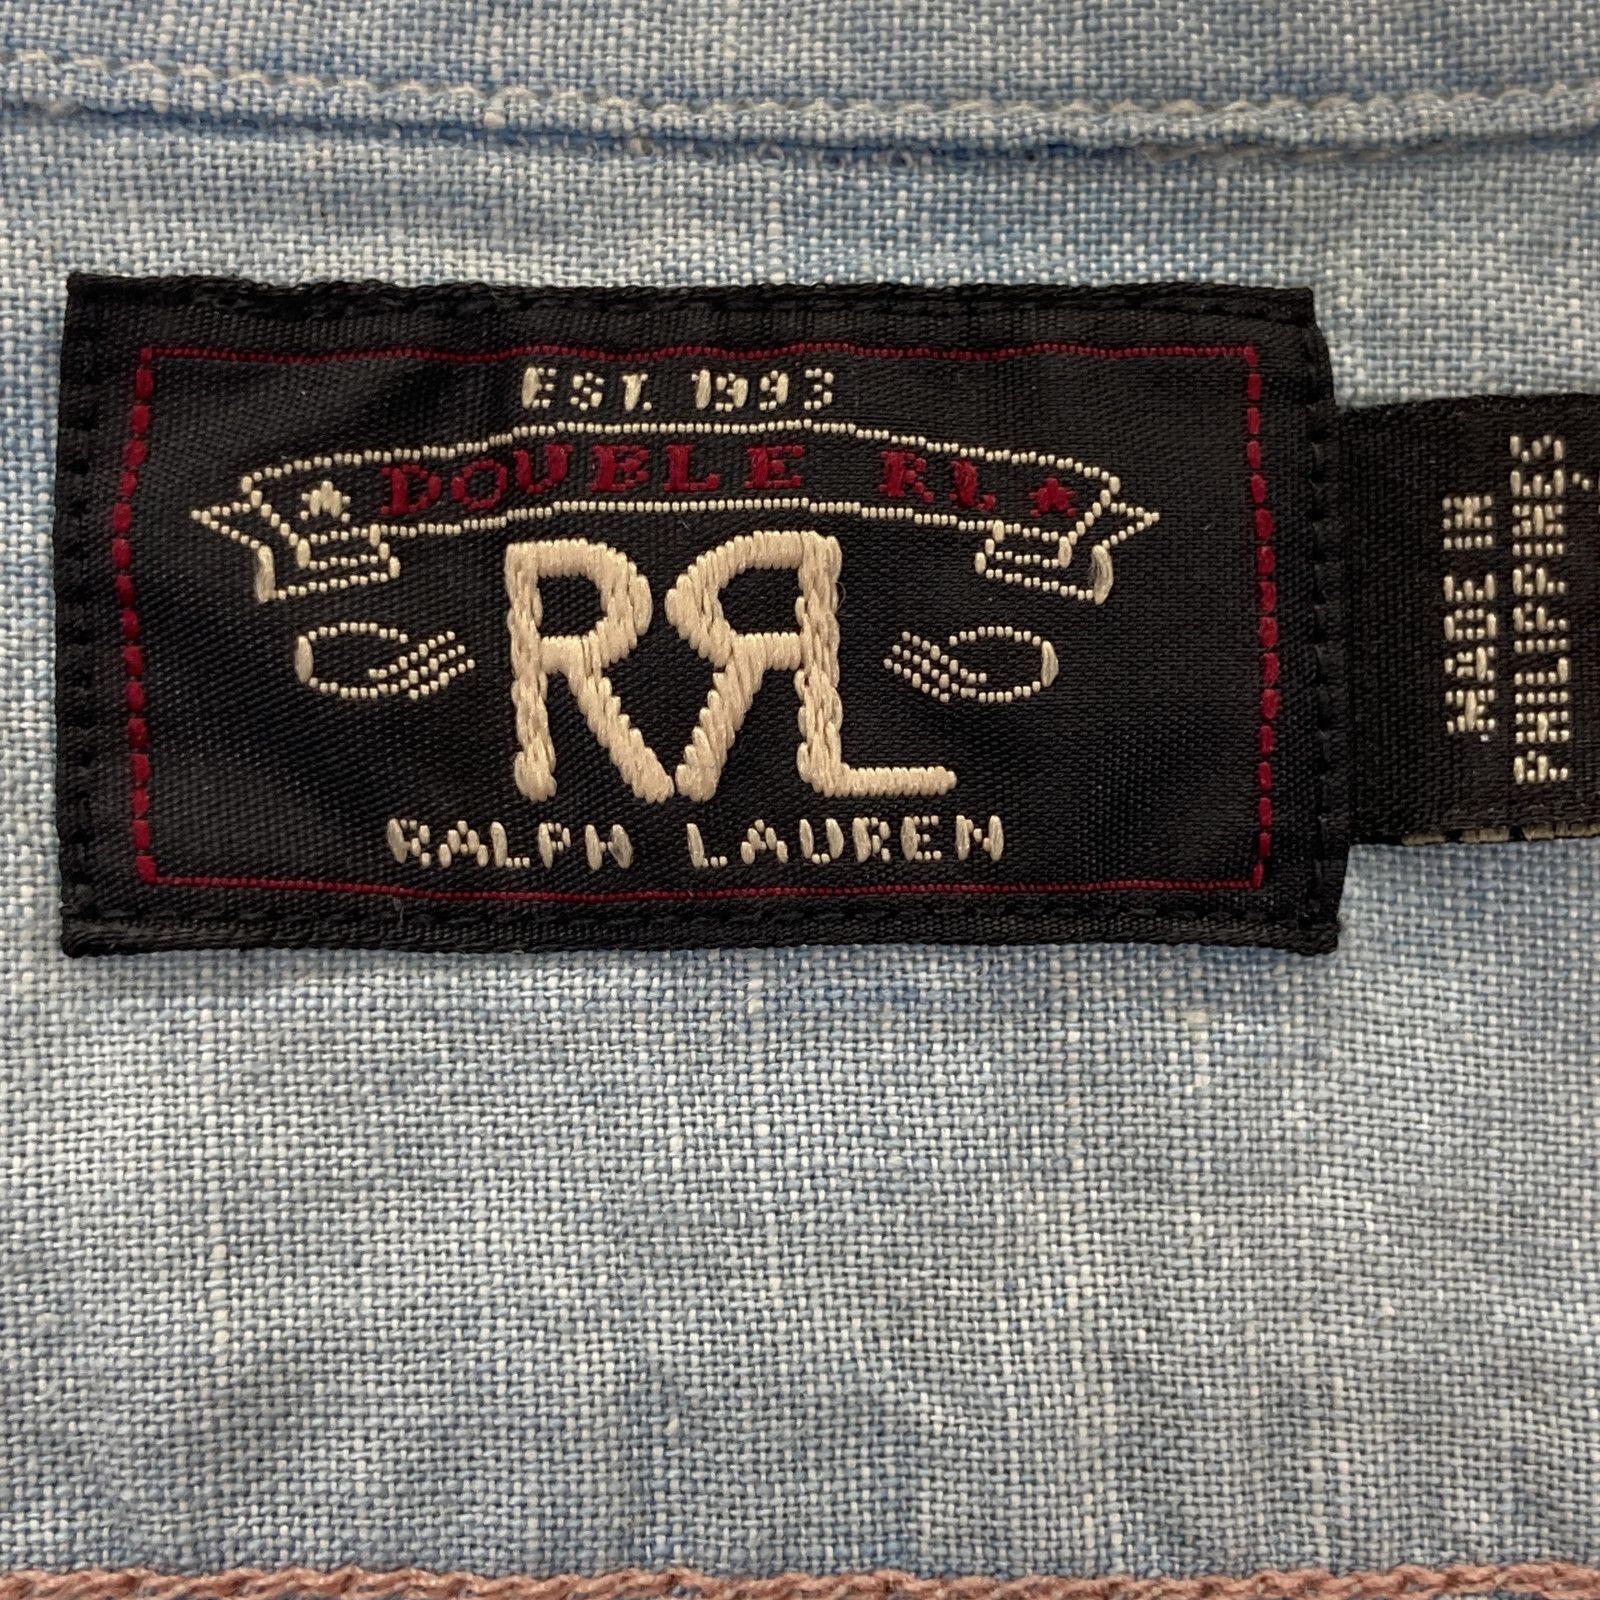 EST. 1993
DOUBLE RL
RRL
RALPH LAUREN
MADE IN
PHILIPPINES